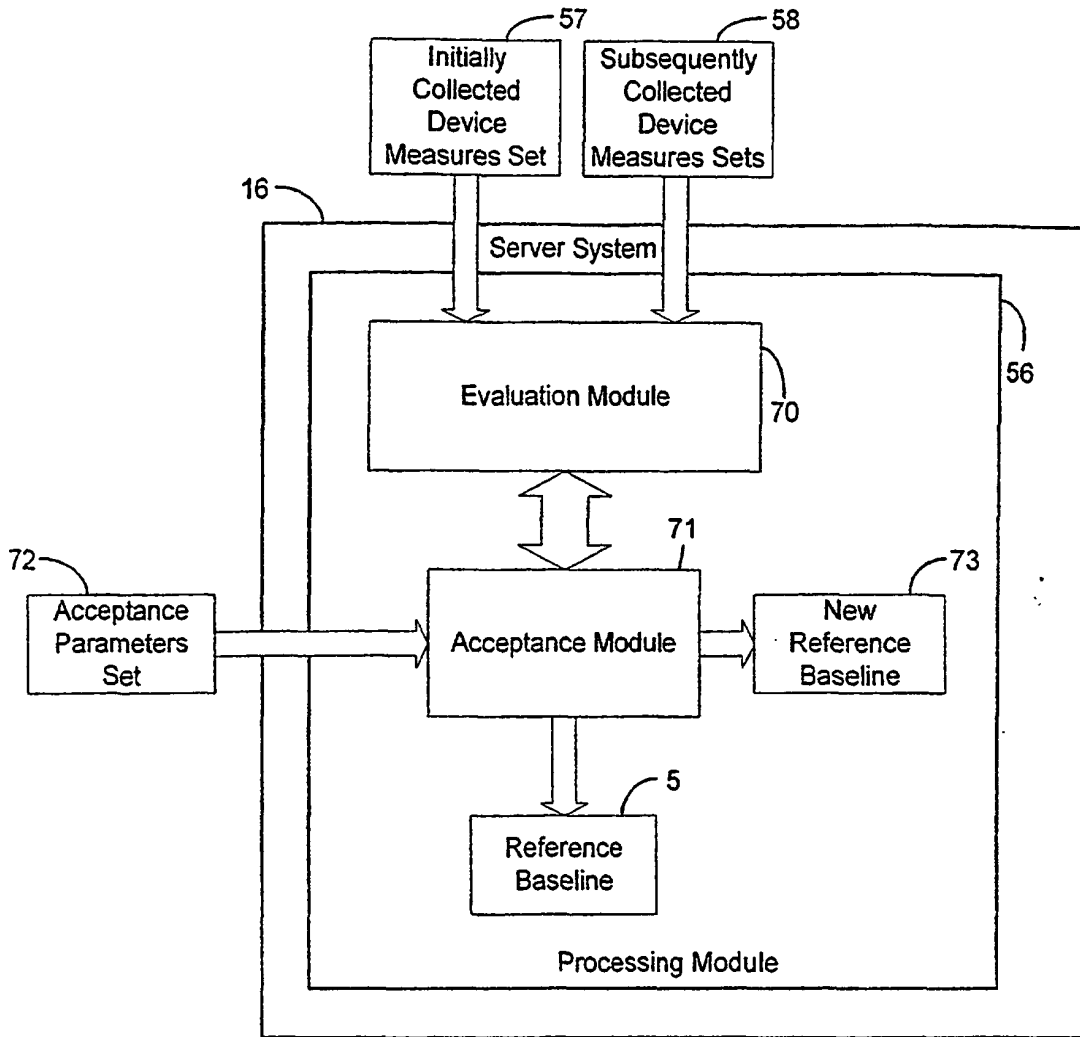 57
58
Initially
Collected
Device
Measures Set
Subsequently
Collected
Device
Measures Sets
16
Server System
56
Evaluation Module
70
71
72
73
Acceptance
Parameters
Set
Acceptance Module
New
Reference
Baseline
5
Reference
Baseline
Processing Module